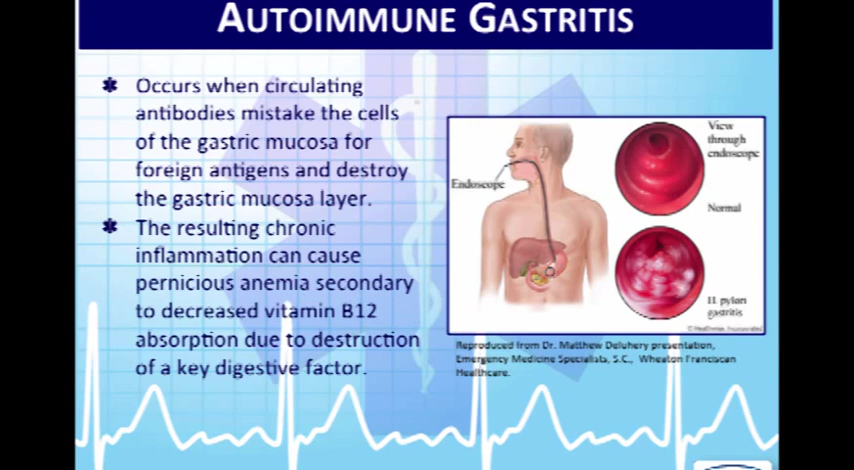 AUTOIMMUNE GASTRITIS
Occurs when circulating
antibodies mistake the cells
of the gastric mucosa for
foreign antigens and destroy
the gastric mucosa layer.
The resulting chronic
inflammation can cause
pernicious anemia secondary
to decreased vitamin B12
absorption due to destruction
of a key digestive factor.
Endoscope
View
through
endoscope
Normal
H. pylori
gastritis
Reproduced from Dr. Matthew Deluhery presentation,
Emergency Medicine Specialists, S.C., Wheaton Franciscan
Healthcare.